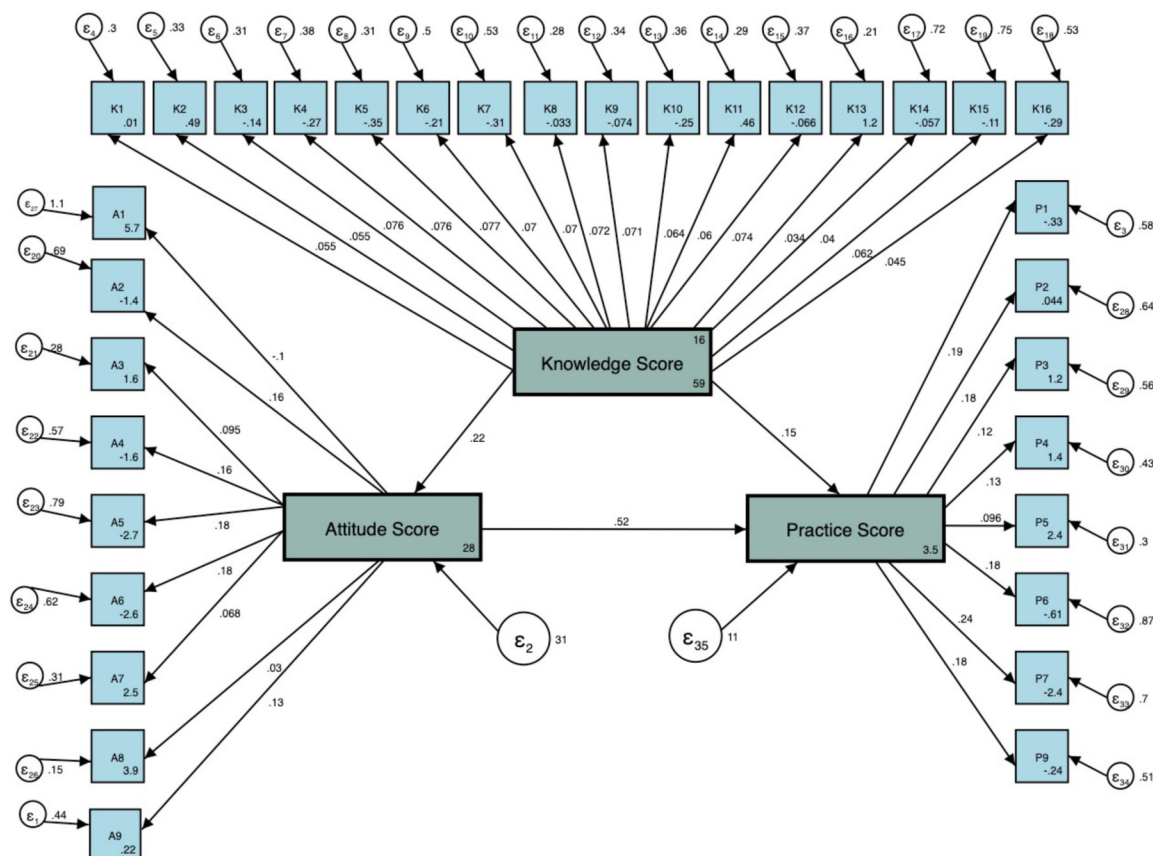 ε4 .3 ε5 .33 ε6 .31 ε7 .38 ε8 .31 ε9 .5 ε10 .53 ε11 .28 ε12 .34 ε13 .36 ε14 .29 ε15 .37 ε16 .21 ε17 .72 ε19 .75 ε18 .53
K1 K2 K3 K4 K5 K6 K7 K8 K9 K10 K11 K12 K13 K14 K15 K16
.01 .49 -.14 -.27 -.35 -.21 -.31 -.033 -.074 -.25 .46 -.066 1.2 -.057 -.11 -.29
.055 .055 .076 .076 .077 .07 .07 .072 .071 .064 .06 .074 .034 .04 .062 .045
16
Knowledge Score
59
.22
.15
ε27 1.1
A1
5.7
-.1
ε20 .69
A2
-1.4
.16
ε21 .28
A3
1.6
.095
ε22 .57
A4
-1.6
.16
ε23 .79
A5
-2.7
.18
ε24 .62
A6
-2.6
.18
ε25 .31
A7
2.5
.068
ε26 .15
A8
3.9
.03
ε1 .44
A9
.22
.13
Attitude Score
28
.52
Practice Score
3.5
ε2 31
ε35 11
.19
P1
-.33
ε3 .58
.18
P2
.044
ε28 .64
.12
P3
1.2
ε29 .56
.13
P4
1.4
ε30 .43
.096
P5
2.4
ε31 .3
.18
P6
-.61
ε32 .87
.24
P7
-2.4
ε33 .7
.18
P9
-.24
ε34 .51